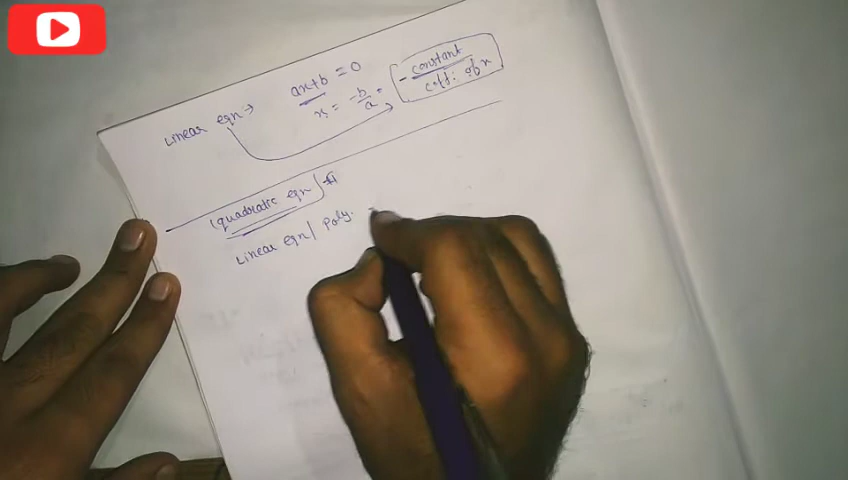 ax+b = 0
Linear eqn → x = -b/a = - constant / coff: of x
(quadratic eqn)
Linear eqn / Poly.